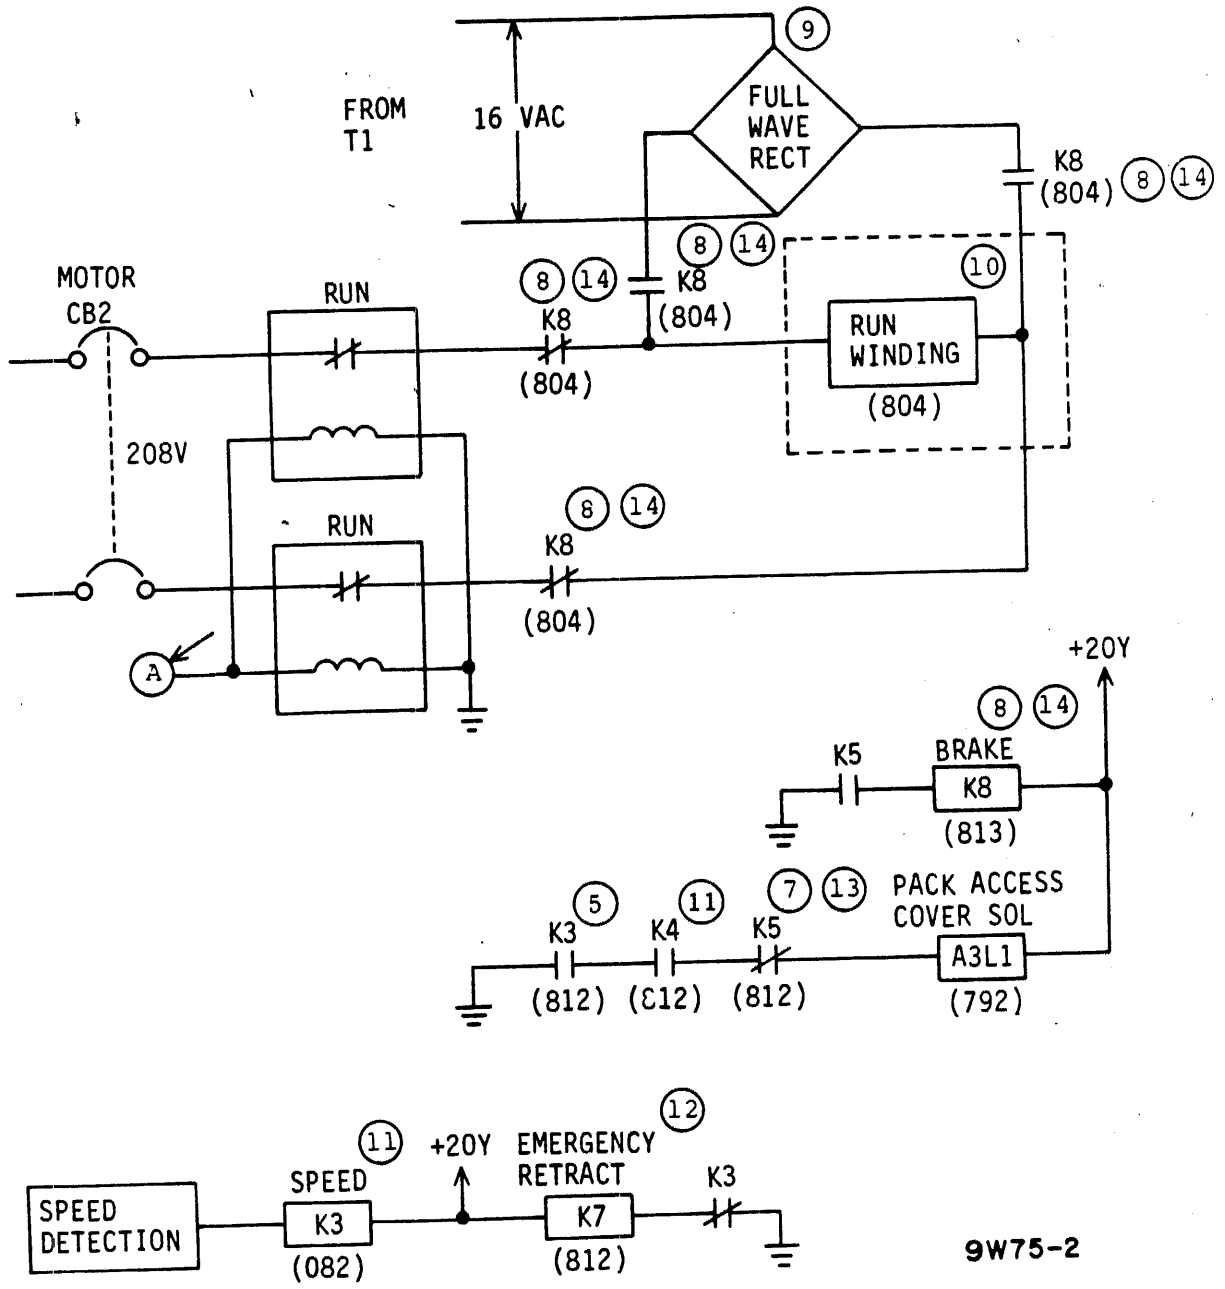 9
FROM
T1
16 VAC
FULL
WAVE
RECT
K8
(804)
8 14
8 14
K8
(804)
10
MOTOR
CB2
RUN
8 14
K8
(804)
RUN
WINDING
(804)
208V
RUN
8 14
K8
(804)
A
+20Y
8 14
K5
BRAKE
K8
(813)
5
11
7 13
PACK ACCESS
COVER SOL
K3
K4
K5
A3L1
(812)
(812)
(812)
(792)
11
+20Y
EMERGENCY
RETRACT
12
SPEED
K3
SPEED
DETECTION
K3
K7
(082)
(812)
9W75-2